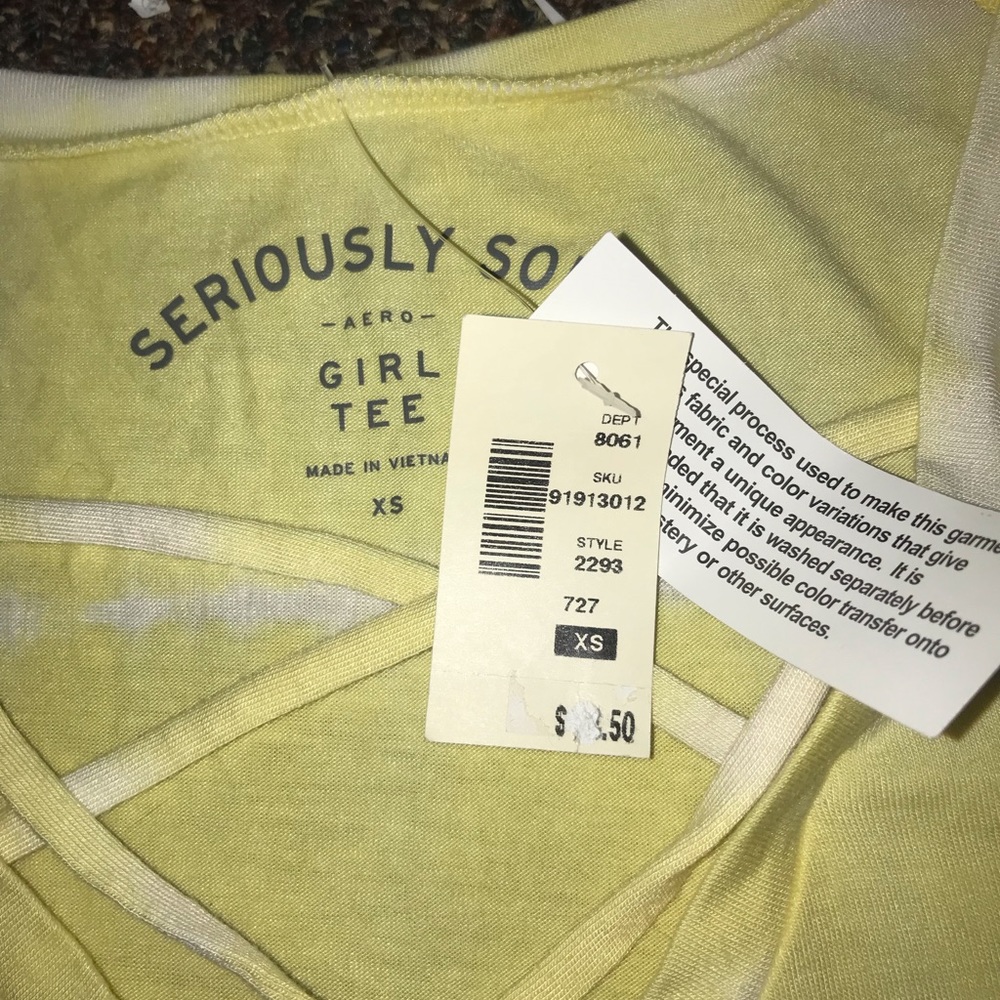 SERIOUSLY SO
-AERO-
GIRL
TEE
MADE IN VIETNA
XS
DEPT
8061
SKU
91913012
STYLE
2293
727
XS
$ .50
special process used to make this garme
fabric and color variations that give
ment a unique appearance. It is
ded that it is washed separately before
minimize possible color transfer onto
stery or other surfaces.